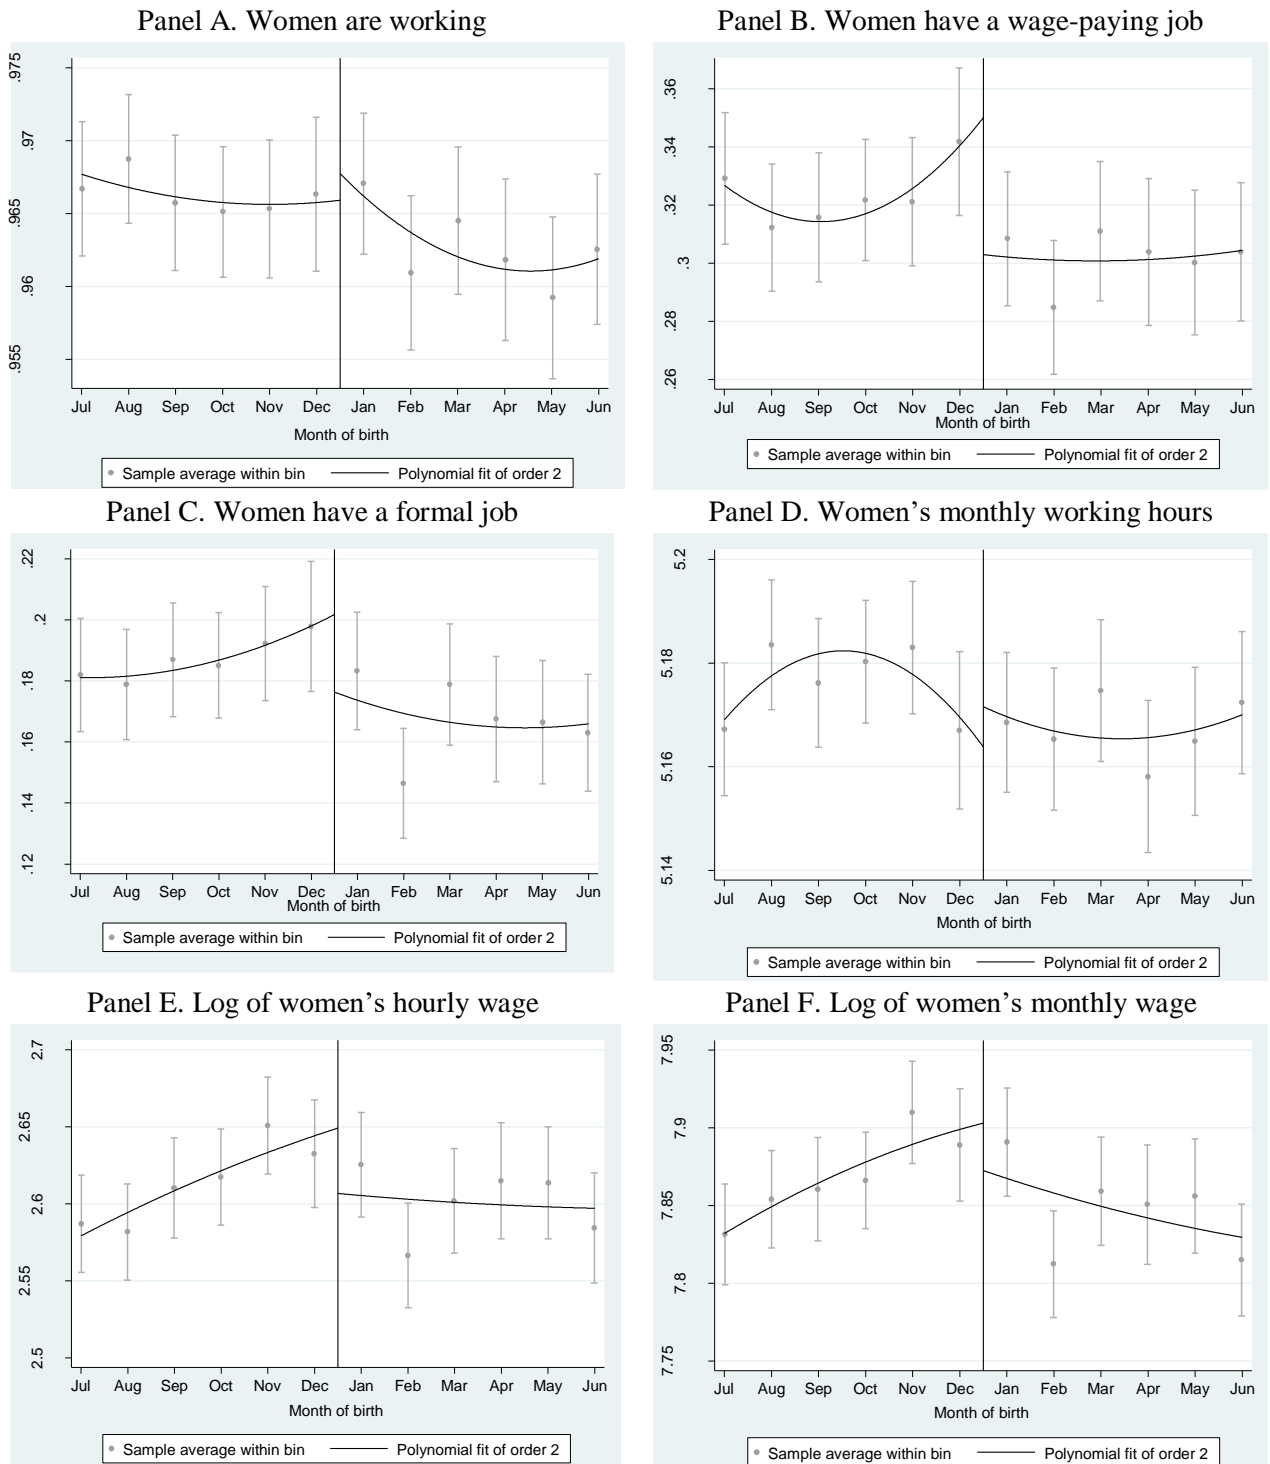 Panel A. Women are working
.975
.97
.965
.96
.955
Jul Aug Sep Oct Nov Dec Jan Feb Mar Apr May Jun
Month of birth
Sample average within bin Polynomial fit of order 2
Panel B. Women have a wage-paying job
.36
.34
.32
.3
.28
.26
Jul Aug Sep Oct Nov Dec Jan Feb Mar Apr May Jun
Month of birth
Sample average within bin Polynomial fit of order 2
Panel C. Women have a formal job
.22
.2
.18
.16
.14
.12
Jul Aug Sep Oct Nov Dec Jan Feb Mar Apr May Jun
Month of birth
Sample average within bin Polynomial fit of order 2
Panel D. Women’s monthly working hours
5.2
5.18
5.16
5.14
Jul Aug Sep Oct Nov Dec Jan Feb Mar Apr May Jun
Month of birth
Sample average within bin Polynomial fit of order 2
Panel E. Log of women’s hourly wage
2.7
2.65
2.6
2.55
2.5
Jul Aug Sep Oct Nov Dec Jan Feb Mar Apr May Jun
Month of birth
Sample average within bin Polynomial fit of order 2
Panel F. Log of women’s monthly wage
7.95
7.9
7.85
7.8
7.75
Jul Aug Sep Oct Nov Dec Jan Feb Mar Apr May Jun
Month of birth
Sample average within bin Polynomial fit of order 2